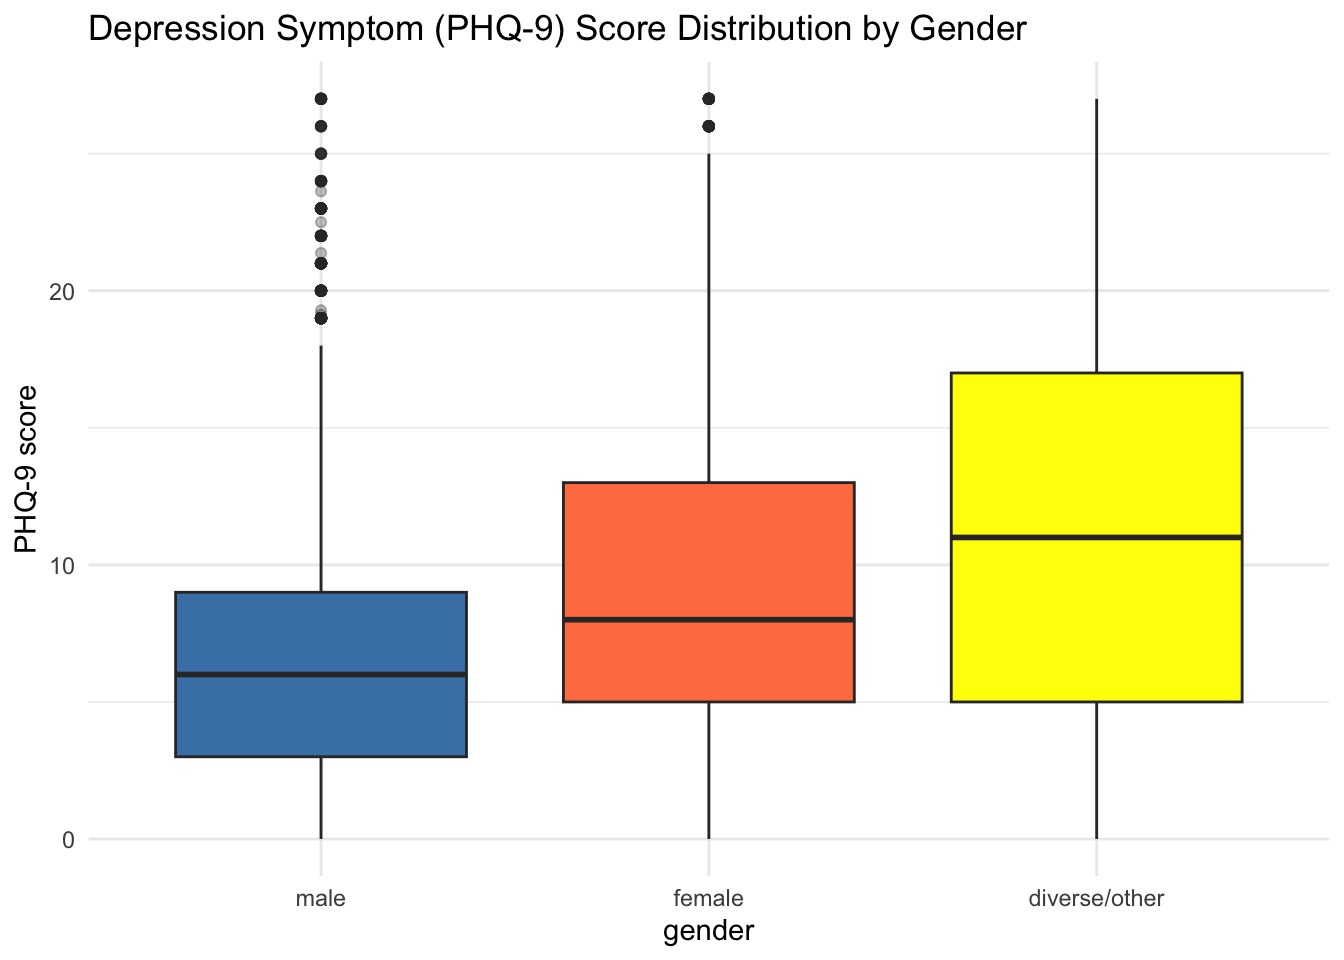 Depression Symptom (PHQ-9) Score Distribution by Gender
PHQ-9 score
20
10
0
male female diverse/other
gender